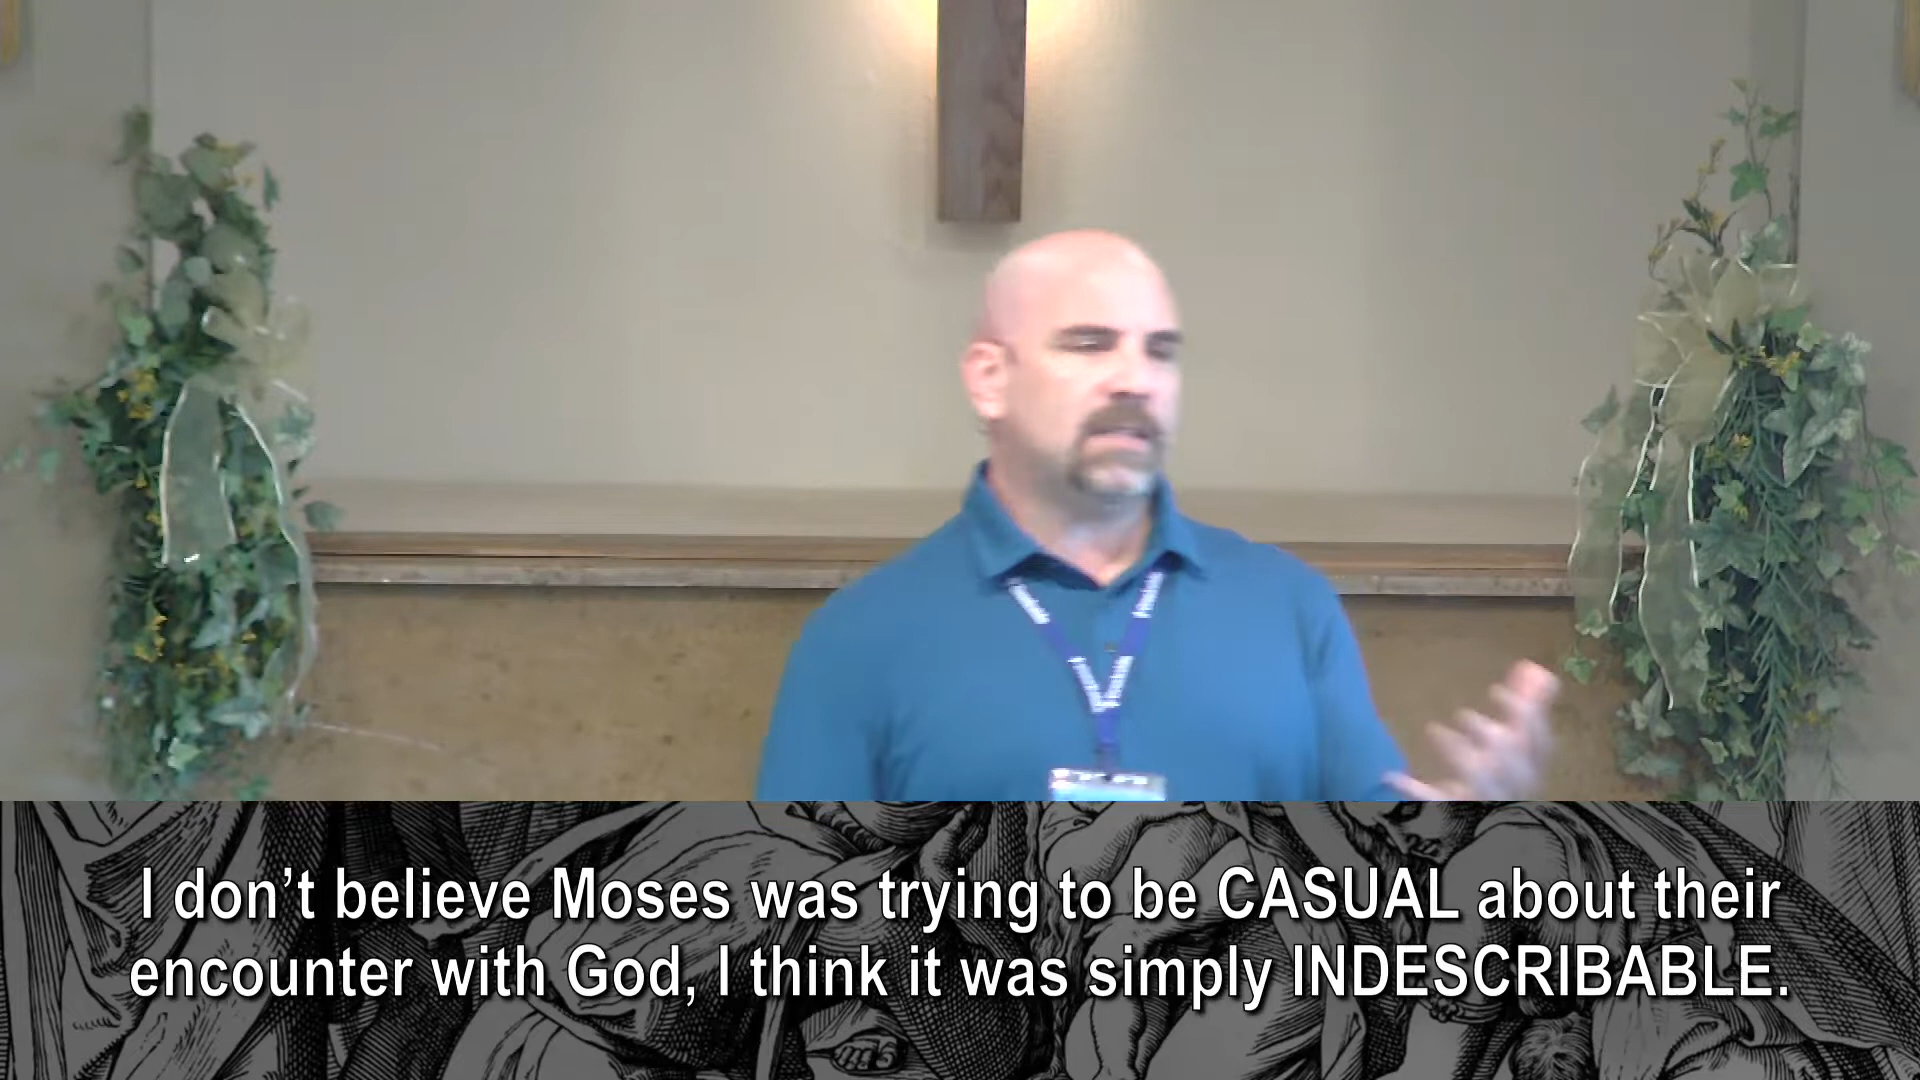 I don’t believe Moses was trying to be CASUAL about their
encounter with God, I think it was simply INDESCRIBABLE.